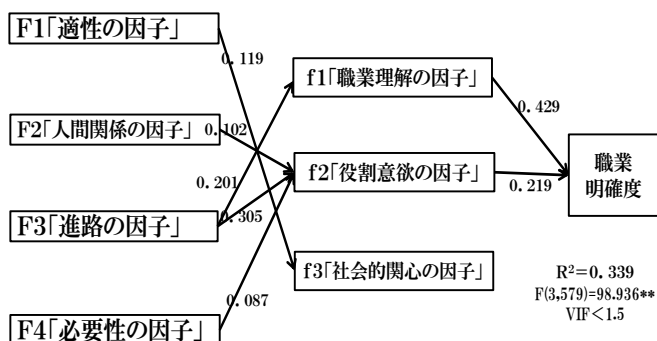 F1「適性の因子」
0.119
f1「職業理解の因子」
0.429
F2「人間関係の因子」
0.102
職業
明確度
f2「役割意欲の因子」
0.219
0.201
F3「進路の因子」
0.305
f3「社会的関心の因子」
R²=0.339
F(3,579)=98.936**
VIF<1.5
0.087
F4「必要性の因子」